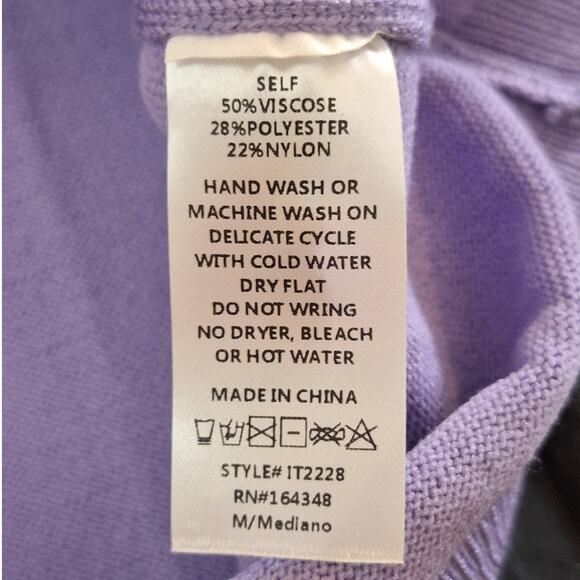 SELF
50%VISCOSE
28%POLYESTER
22%NYLON
HAND WASH OR
MACHINE WASH ON
DELICATE CYCLE
WITH COLD WATER
DRY FLAT
DO NOT WRING
NO DRYER, BLEACH
OR HOT WATER
MADE IN CHINA
STYLE# IT2228
RN#164348
M/Mediano